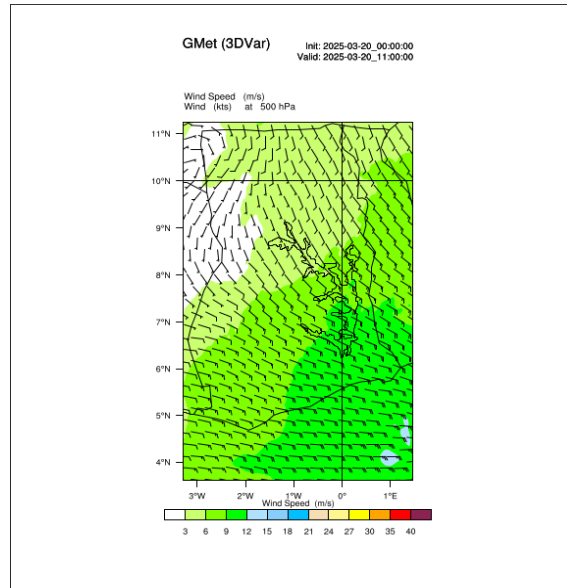 GMet (3DVar)
Init: 2025-03-20_00:00:00
Valid: 2025-03-20_11:00:00
Wind Speed (m/s)
Wind (kts) at 500 hPa
11°N
10°N
9°N
8°N
7°N
6°N
5°N
4°N
3°W 2°W 1°W 0° 1°E
Wind Speed (m/s)
3 6 9 12 15 18 21 24 27 30 35 40